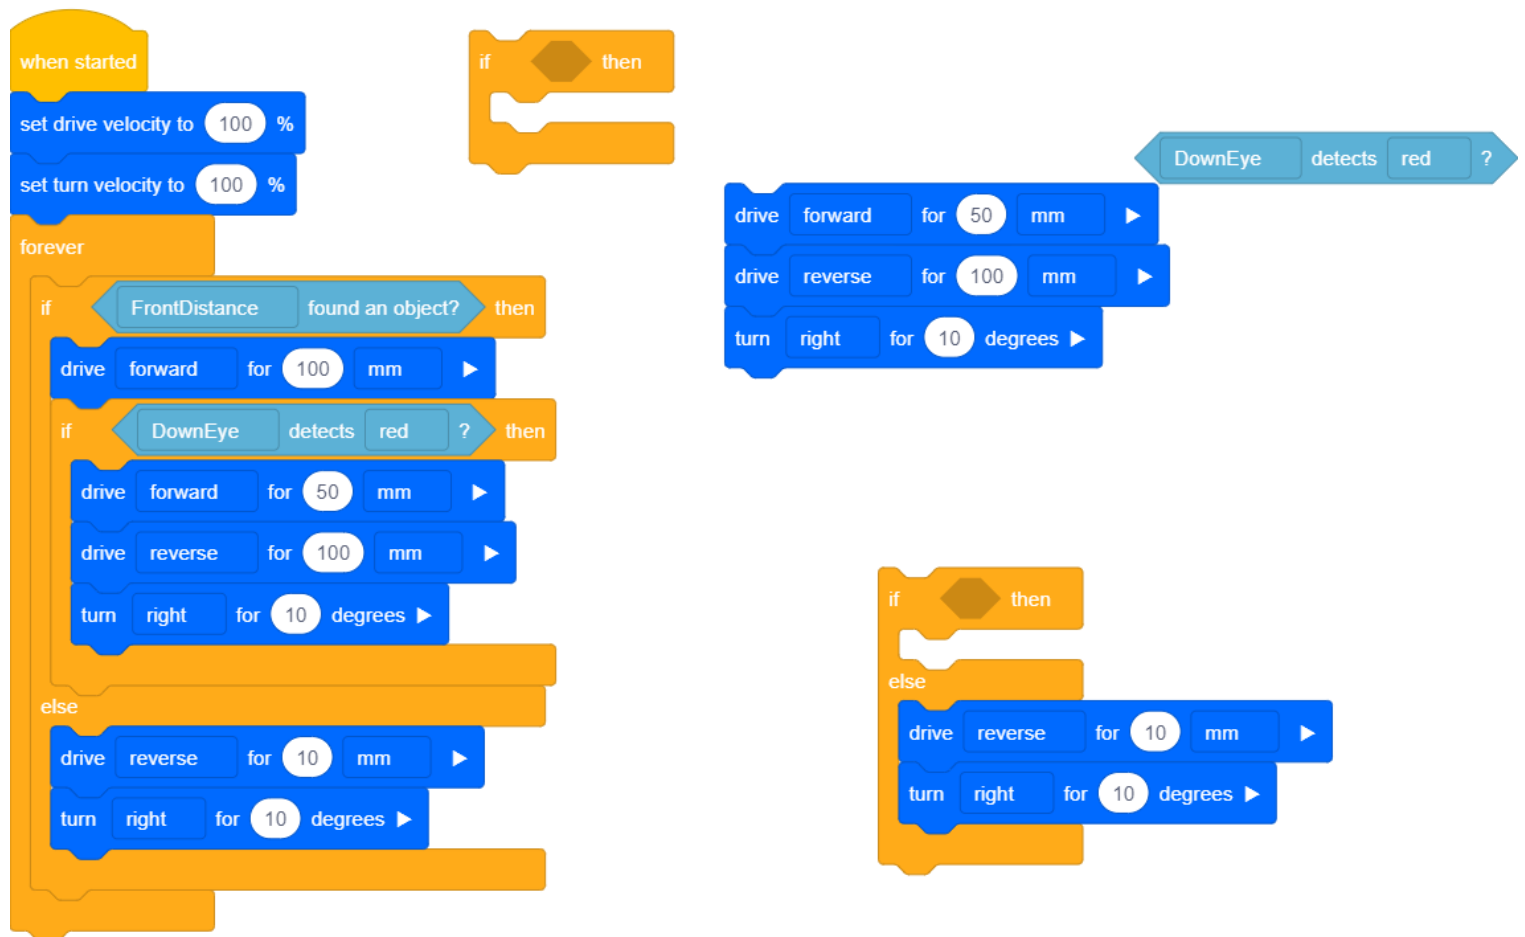 when started
set drive velocity to 100 %
set turn velocity to 100 %
forever
if FrontDistance found an object? then
drive forward for 100 mm
if DownEye detects red ? then
drive forward for 50 mm
drive reverse for 100 mm
turn right for 10 degrees
else
drive reverse for 10 mm
turn right for 10 degrees
if then
DownEye detects red ?
drive forward for 50 mm
drive reverse for 100 mm
turn right for 10 degrees
if then
else
drive reverse for 10 mm
turn right for 10 degrees